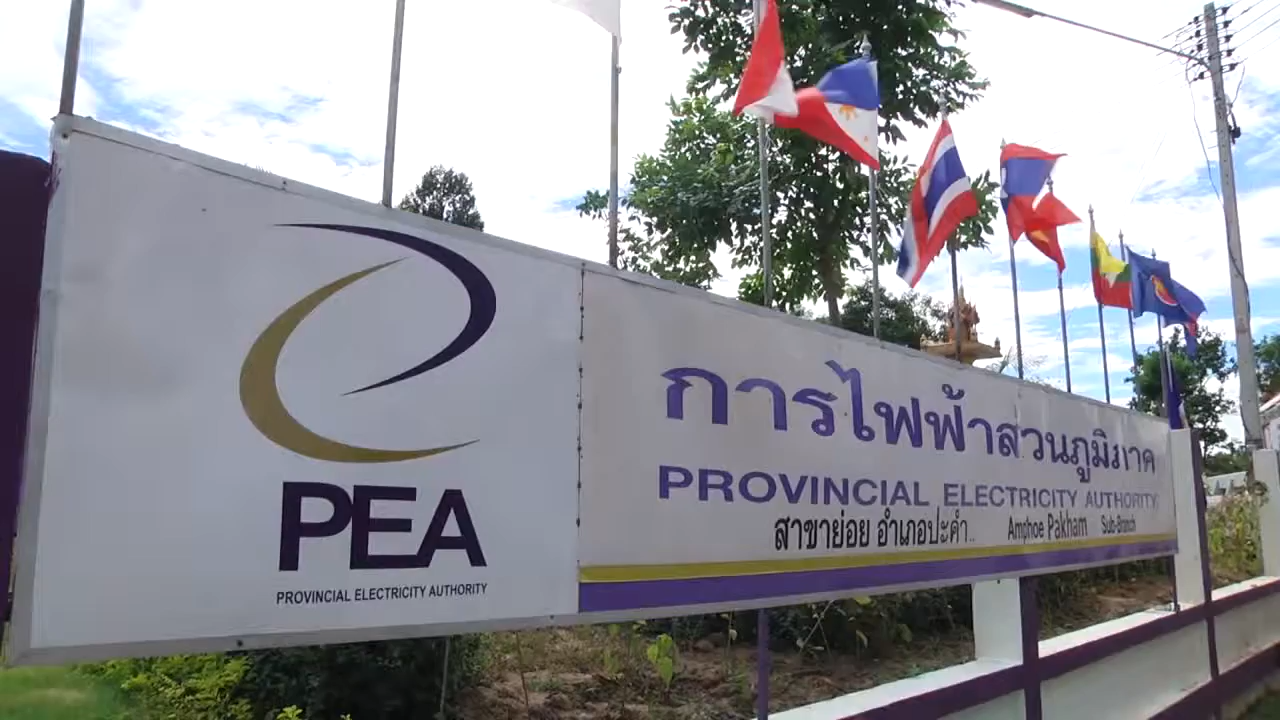 PEA
PROVINCIAL ELECTRICITY AUTHORITY
การไฟฟ้าส่วนภูมิภาค
PROVINCIAL ELECTRICITY AUTHORITY
สาขาย่อย อำเภอปะคำ.. Amphoe Pakham Sub-Branch